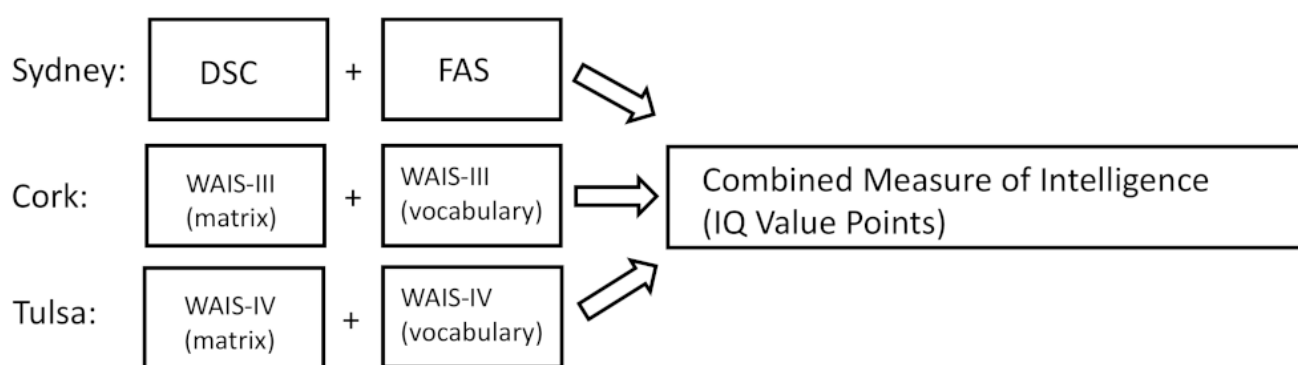 Sydney: DSC + FAS
Cork: WAIS-III (matrix) + WAIS-III (vocabulary)
Combined Measure of Intelligence
(IQ Value Points)
Tulsa: WAIS-IV (matrix) + WAIS-IV (vocabulary)